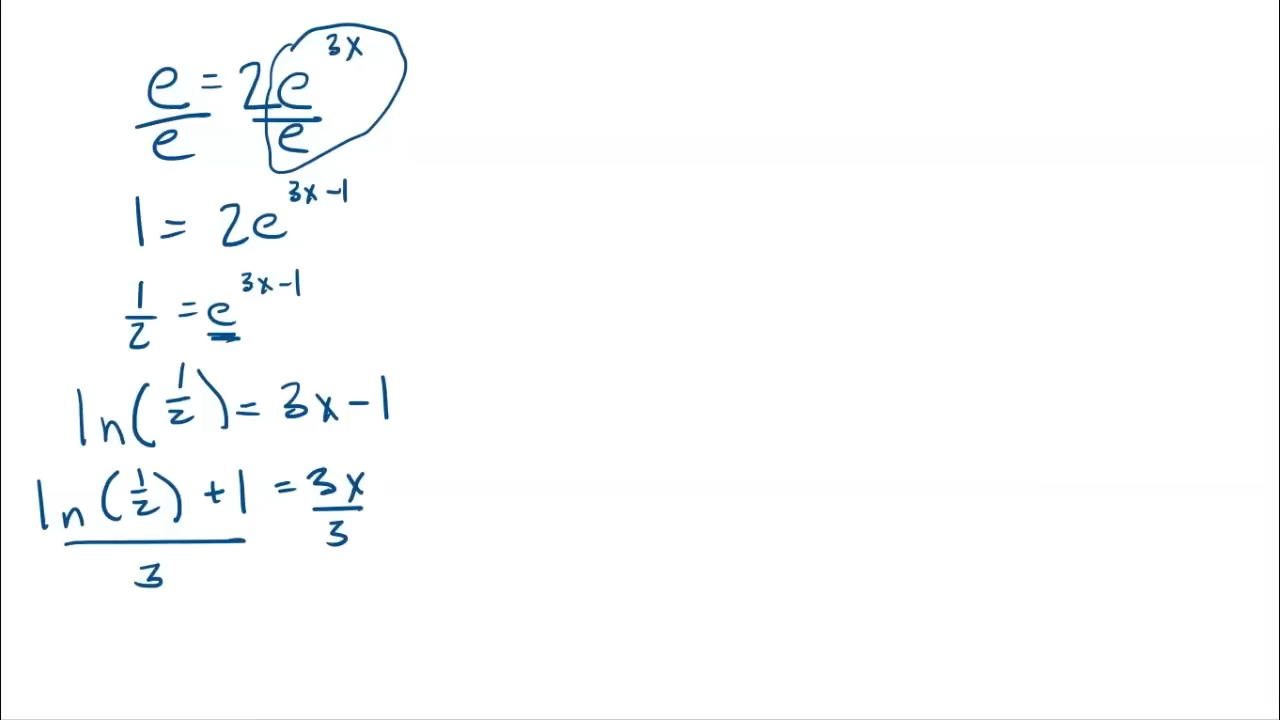 e/e = 2e^(3x)/e
1 = 2e^(3x-1)
1/2 = e^(3x-1)
ln(1/2) = 3x - 1
(ln(1/2) + 1)/3 = 3x/3